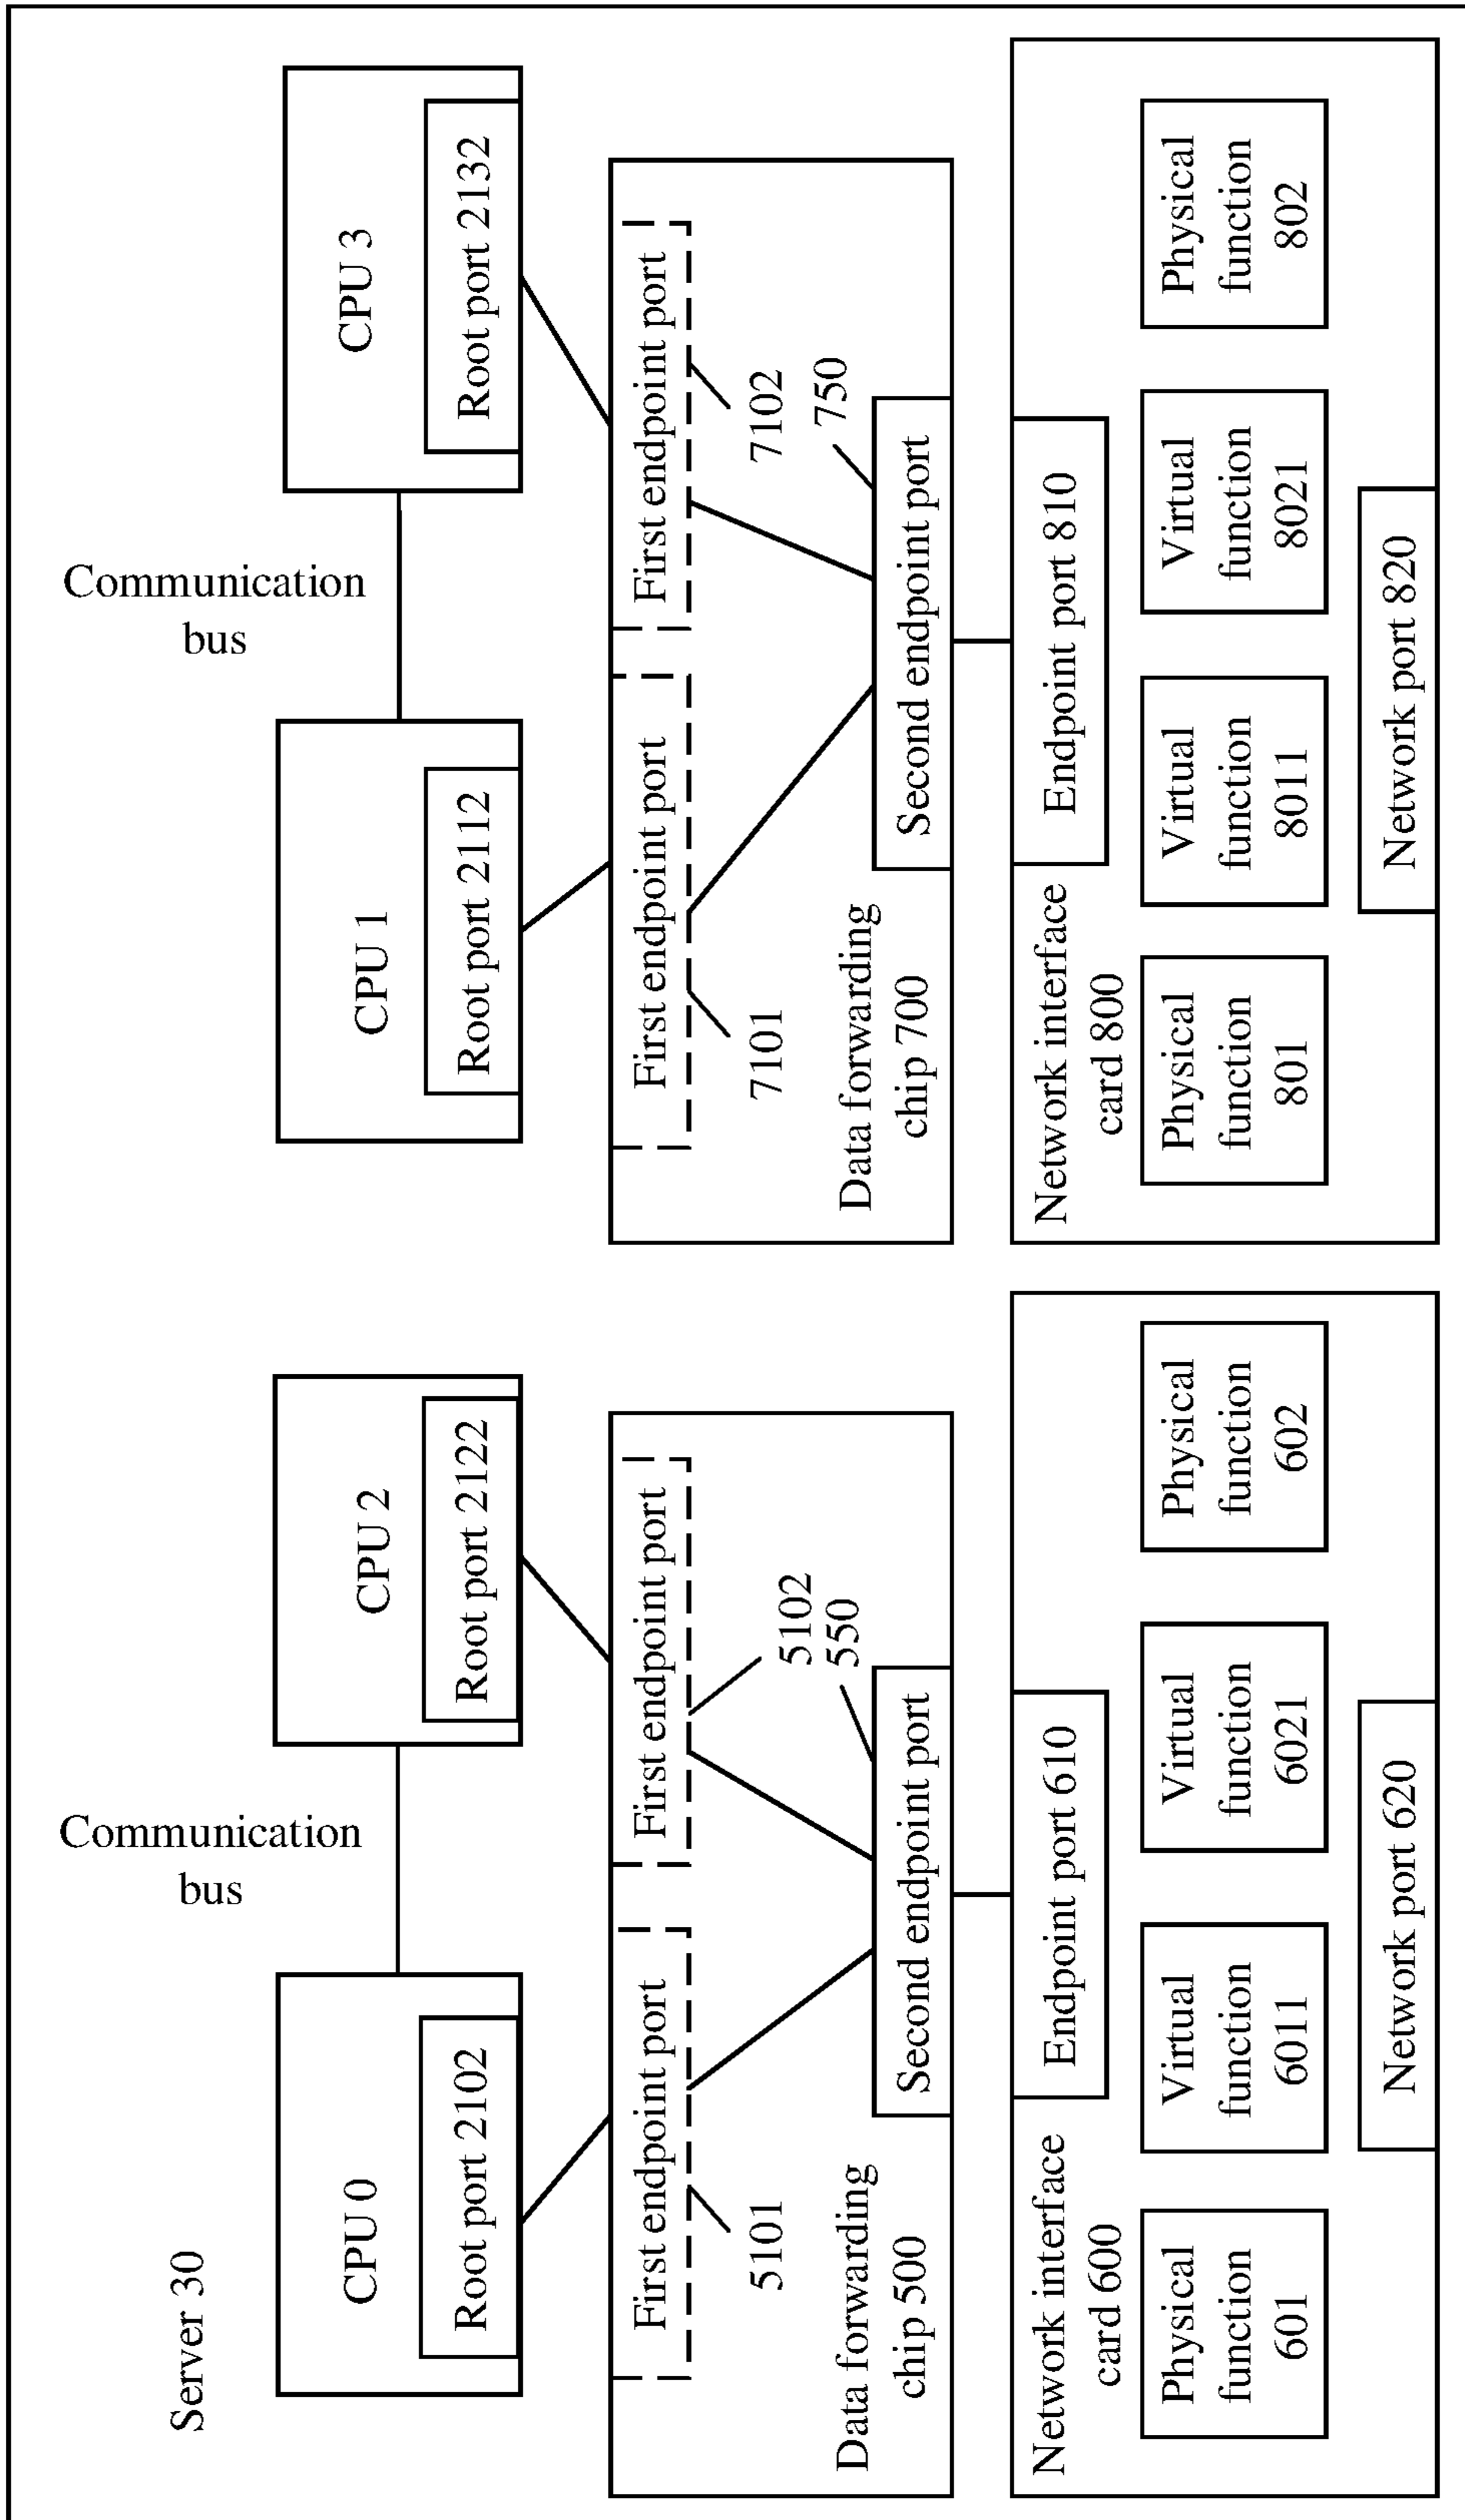 Server 30
CPU 0
Root port 2102
Communication
bus
CPU 2
Root port 2122
First endpoint port
5101
First endpoint port
5102
550
Data forwarding
chip 500
Second endpoint port
Network interface
card 600
Endpoint port 610
Physical
function
601
Virtual
function
6011
Virtual
function
6021
Physical
function
602
Network port 620
CPU 1
Root port 2112
Communication
bus
CPU 3
Root port 2132
First endpoint port
7101
First endpoint port
7102
750
Data forwarding
chip 700
Second endpoint port
Network interface
card 800
Endpoint port 810
Physical
function
801
Virtual
function
8011
Virtual
function
8021
Physical
function
802
Network port 820